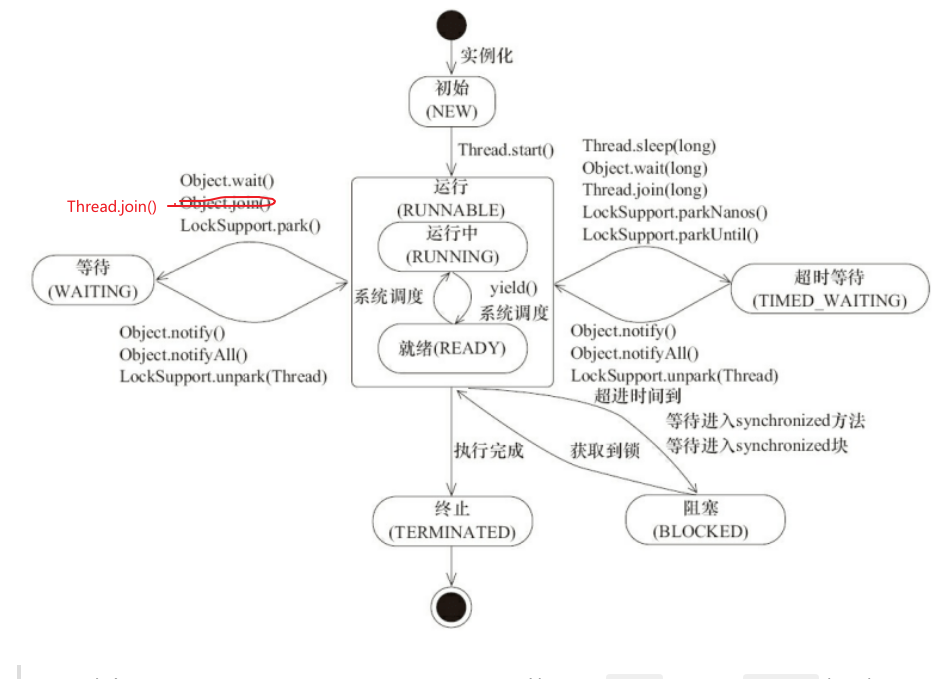 实例化
初始
(NEW)
Thread.start()
Thread.sleep(long)
Object.wait(long)
Thread.join(long)
LockSupport.parkNanos()
LockSupport.parkUntil()
Object.wait()
Thread.join()
Object.join()
LockSupport.park()
运行
(RUNNABLE)
运行中
(RUNNING)
等待
(WAITING)
超时等待
(TIMED_WAITING)
系统调度
yield()
系统调度
就绪(READY)
Object.notify()
Object.notifyAll()
LockSupport.unpark(Thread)
Object.notify()
Object.notifyAll()
LockSupport.unpark(Thread)
超进时间到
等待进入synchronized方法
等待进入synchronized块
执行完成
获取到锁
终止
(TERMINATED)
阻塞
(BLOCKED)